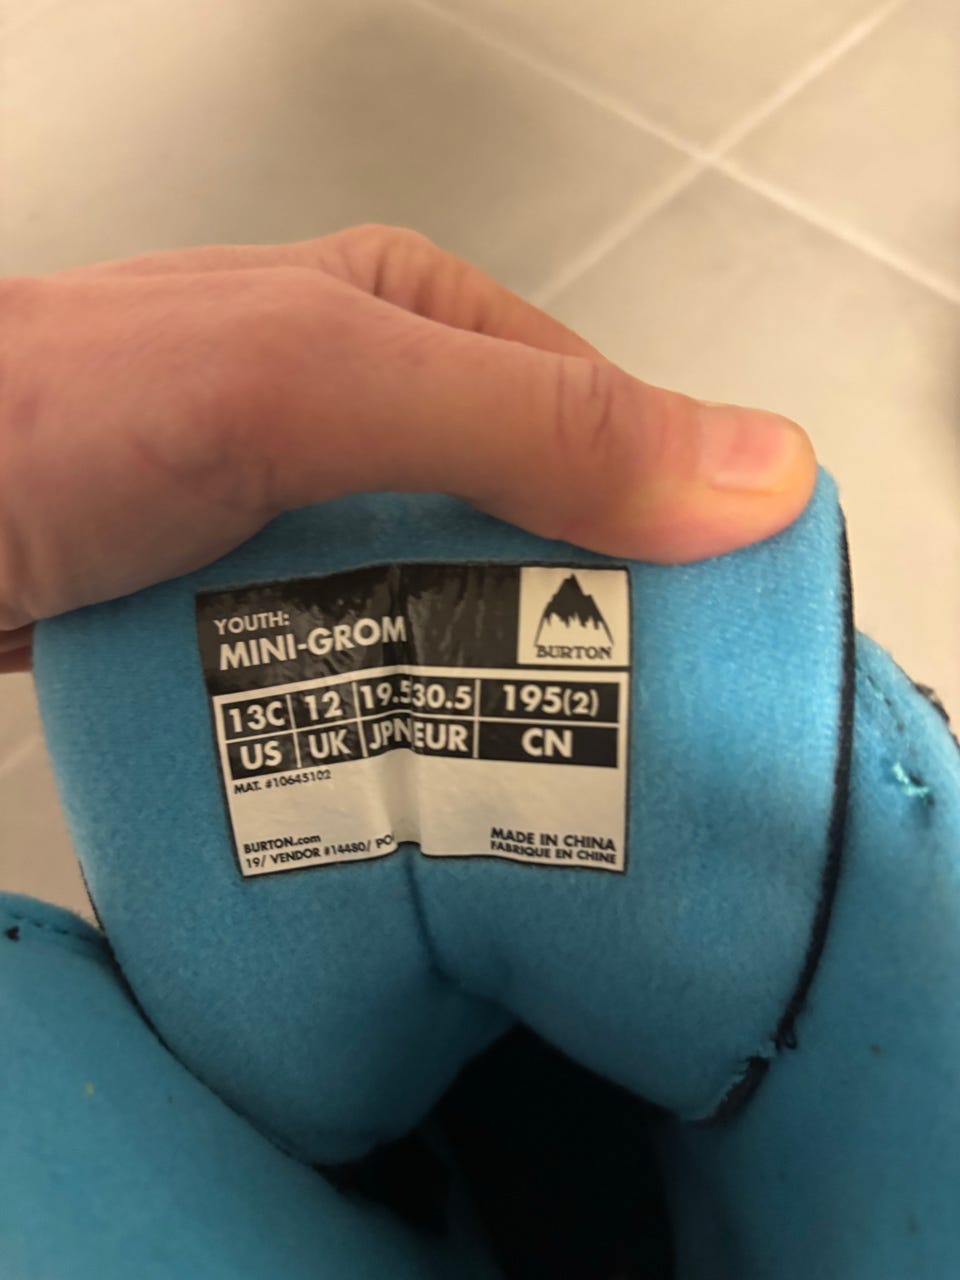 YOUTH:
MINI-GROM
BURTON
13C 12 19.5 30.5 195(2)
US UK JPN EUR CN
MAT. #10645102
BURTON.com
19/ VENDOR #14480/
MADE IN CHINA
FABRIQUE EN CHINE